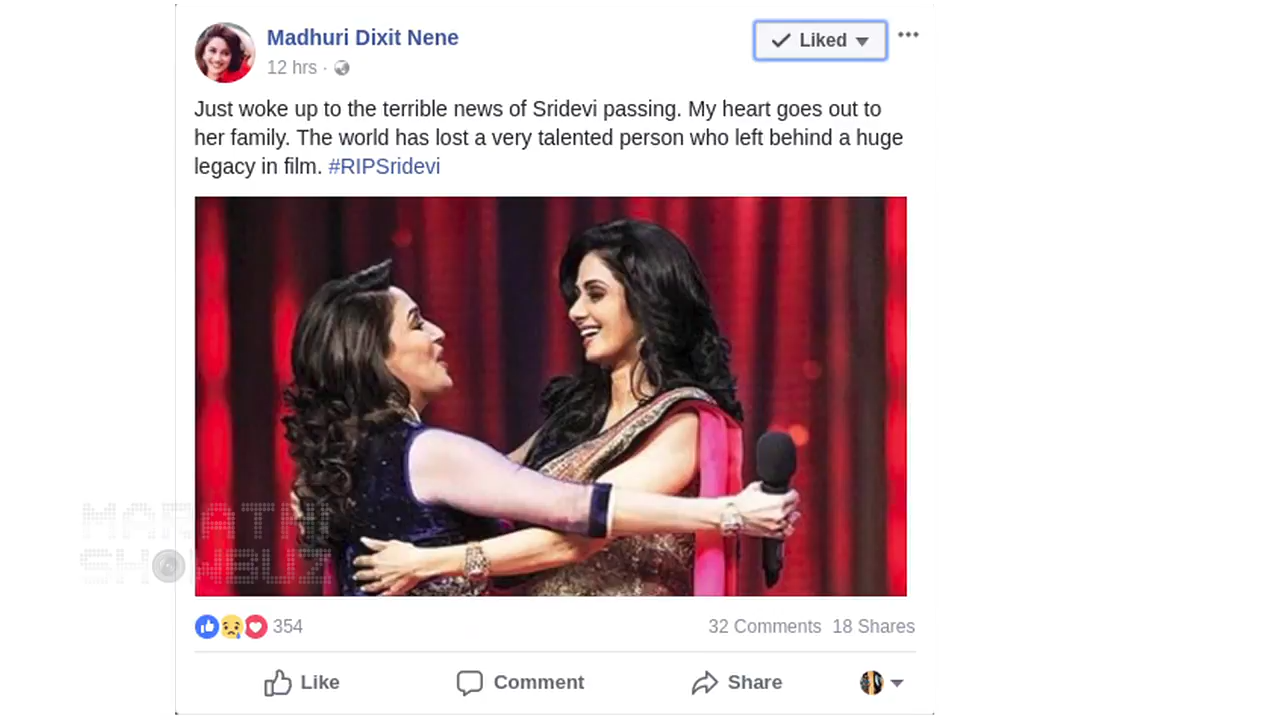 Madhuri Dixit Nene
Liked
12 hrs ·
Just woke up to the terrible news of Sridevi passing. My heart goes out to
her family. The world has lost a very talented person who left behind a huge
legacy in film. #RIPSridevi
MARATHI
SHOWBUZ
354
32 Comments 18 Shares
Like
Comment
Share